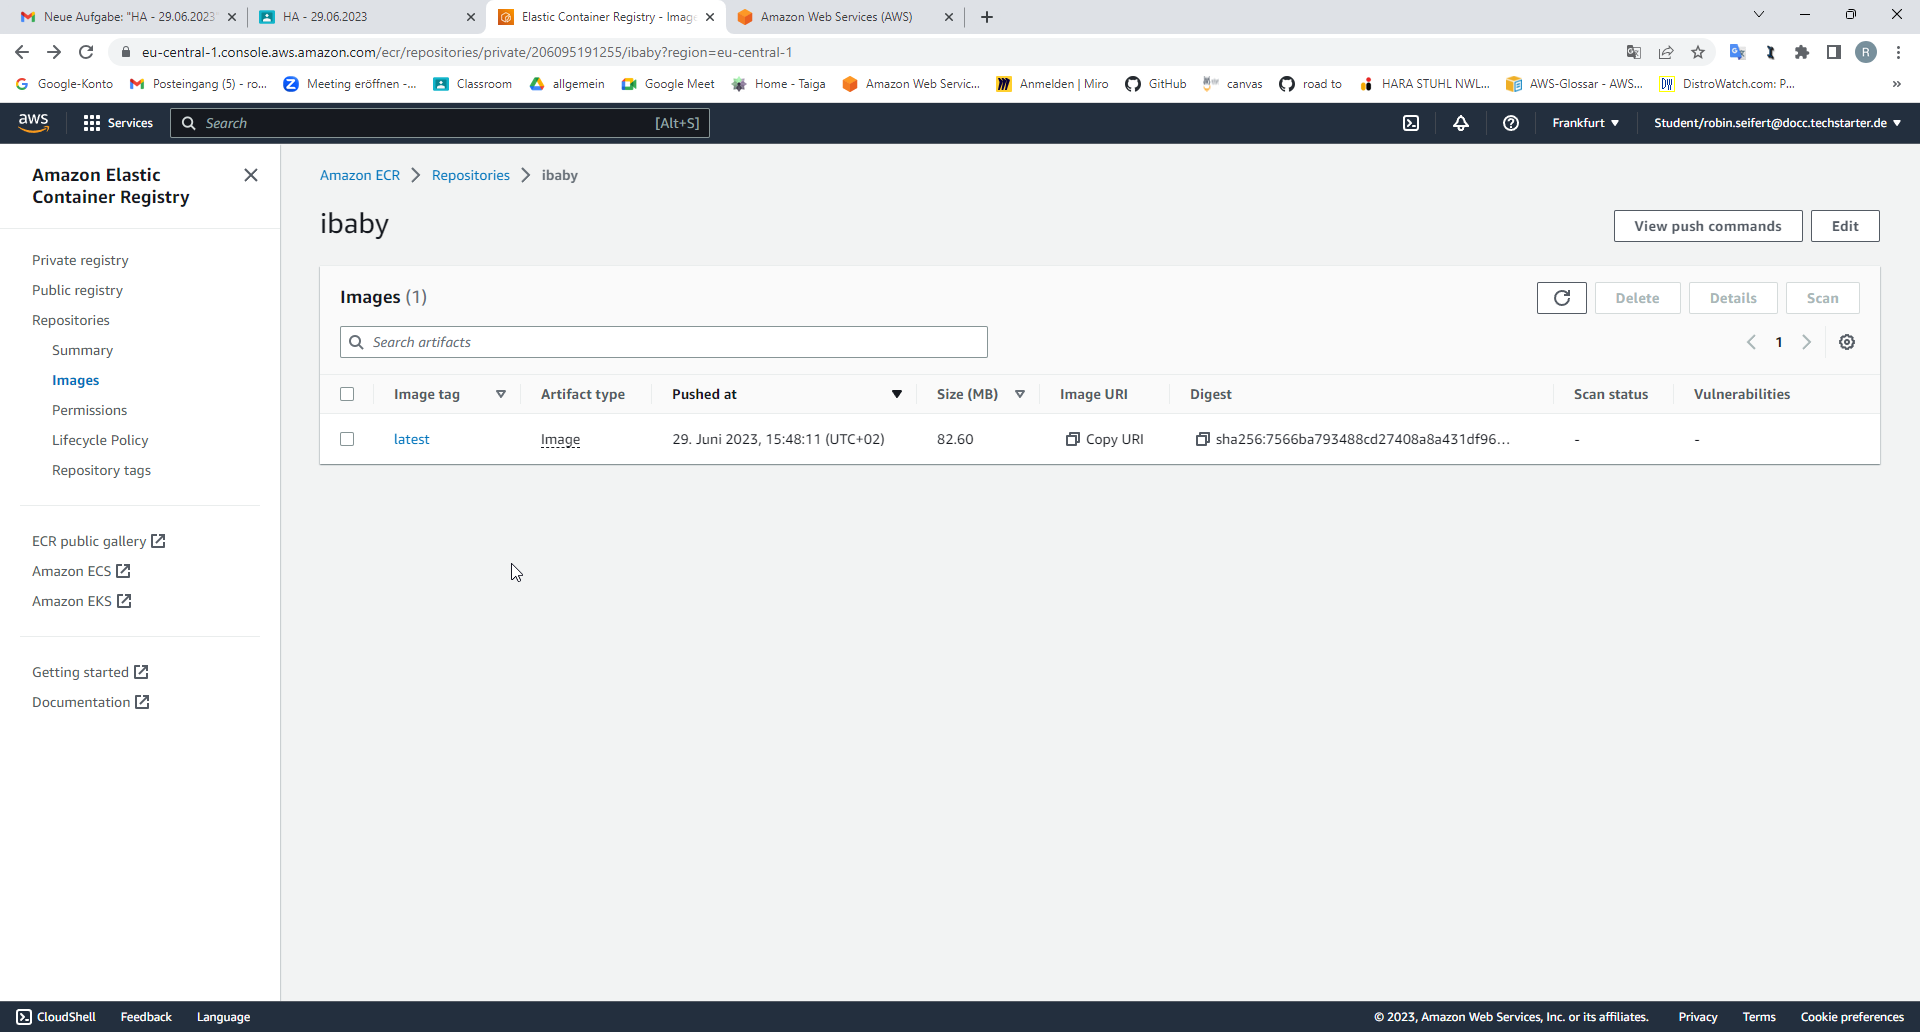 Neue Aufgabe: "HA - 29.06.2023"
HA - 29.06.2023
Elastic Container Registry - Imag
Amazon Web Services (AWS)
eu-central-1.console.aws.amazon.com/ecr/repositories/private/206095191255/ibaby?region=eu-central-1
R
Google-Konto
Posteingang (5) - ro...
Meeting eröffnen -...
Classroom
allgemein
Google Meet
Home - Taiga
Amazon Web Servic...
Anmelden | Miro
GitHub
canvas
road to
HARA STUHL NWL...
AWS-Glossar - AWS...
DistroWatch.com: P...
»
aws
Services
Search
[Alt+S]
Frankfurt
Student/robin.seifert@docc.techstarter.de
Amazon Elastic
Container Registry
Private registry
Public registry
Repositories
Summary
Images
Permissions
Lifecycle Policy
Repository tags
ECR public gallery
Amazon ECS
Amazon EKS
Getting started
Documentation
Amazon ECR
Repositories
ibaby
ibaby
View push commands
Edit
Images (1)
Delete
Details
Scan
Search artifacts
1
Image tag
Artifact type
Pushed at
Size (MB)
Image URI
Digest
Scan status
Vulnerabilities
latest
Image
29. Juni 2023, 15:48:11 (UTC+02)
82.60
Copy URI
sha256:7566ba793488cd27408a8a431df96...
-
-
CloudShell
Feedback
Language
© 2023, Amazon Web Services, Inc. or its affiliates.
Privacy
Terms
Cookie preferences